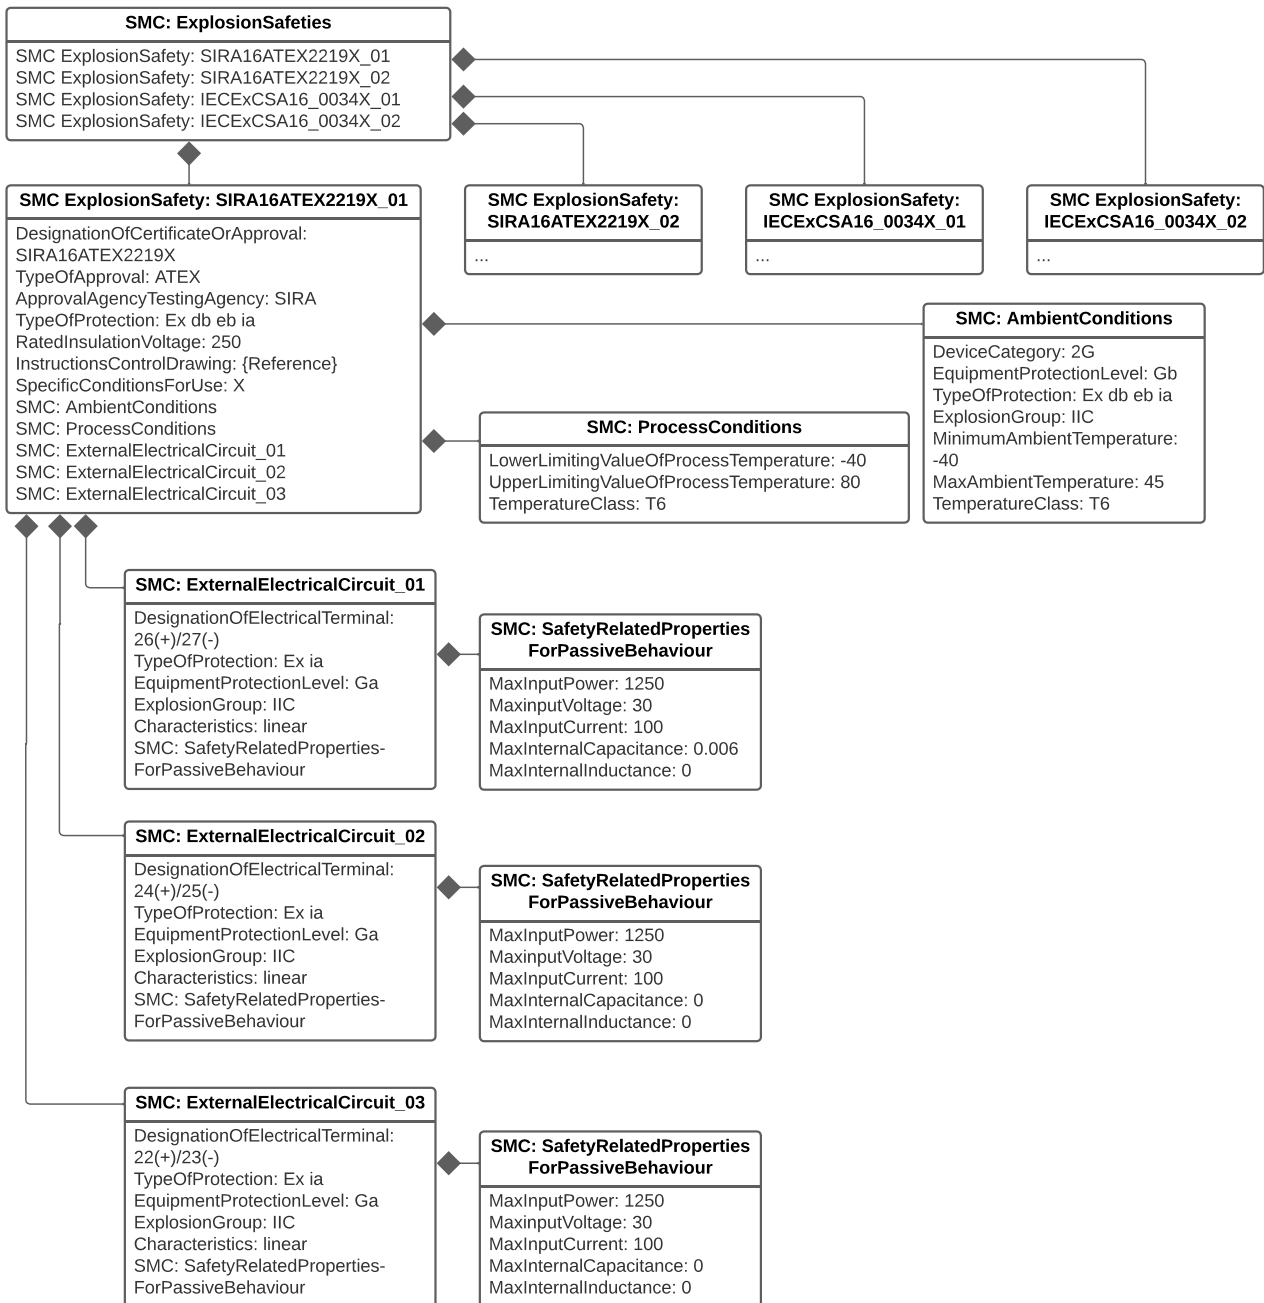 SMC: ExplosionSafeties
SMC ExplosionSafety: SIRA16ATEX2219X_01
SMC ExplosionSafety: SIRA16ATEX2219X_02
SMC ExplosionSafety: IECExCSA16_0034X_01
SMC ExplosionSafety: IECExCSA16_0034X_02
SMC ExplosionSafety: SIRA16ATEX2219X_01
DesignationOfCertificateOrApproval:
SIRA16ATEX2219X
TypeOfApproval: ATEX
ApprovalAgencyTestingAgency: SIRA
TypeOfProtection: Ex db eb ia
RatedInsulationVoltage: 250
InstructionsControlDrawing: {Reference}
SpecificConditionsForUse: X
SMC: AmbientConditions
SMC: ProcessConditions
SMC: ExternalElectricalCircuit_01
SMC: ExternalElectricalCircuit_02
SMC: ExternalElectricalCircuit_03
SMC ExplosionSafety:
SIRA16ATEX2219X_02
...
SMC ExplosionSafety:
IECExCSA16_0034X_01
...
SMC ExplosionSafety:
IECExCSA16_0034X_02
...
SMC: AmbientConditions
DeviceCategory: 2G
EquipmentProtectionLevel: Gb
TypeOfProtection: Ex db eb ia
ExplosionGroup: IIC
MinimumAmbientTemperature:
-40
MaxAmbientTemperature: 45
TemperatureClass: T6
SMC: ProcessConditions
LowerLimitingValueOfProcessTemperature: -40
UpperLimitingValueOfProcessTemperature: 80
TemperatureClass: T6
SMC: ExternalElectricalCircuit_01
DesignationOfElectricalTerminal:
26(+)/27(-)
TypeOfProtection: Ex ia
EquipmentProtectionLevel: Ga
ExplosionGroup: IIC
Characteristics: linear
SMC: SafetyRelatedProperties-
ForPassiveBehaviour
SMC: SafetyRelatedProperties
ForPassiveBehaviour
MaxInputPower: 1250
MaxinputVoltage: 30
MaxInputCurrent: 100
MaxInternalCapacitance: 0.006
MaxInternalInductance: 0
SMC: ExternalElectricalCircuit_02
DesignationOfElectricalTerminal:
24(+)/25(-)
TypeOfProtection: Ex ia
EquipmentProtectionLevel: Ga
ExplosionGroup: IIC
Characteristics: linear
SMC: SafetyRelatedProperties-
ForPassiveBehaviour
SMC: SafetyRelatedProperties
ForPassiveBehaviour
MaxInputPower: 1250
MaxinputVoltage: 30
MaxInputCurrent: 100
MaxInternalCapacitance: 0
MaxInternalInductance: 0
SMC: ExternalElectricalCircuit_03
DesignationOfElectricalTerminal:
22(+)/23(-)
TypeOfProtection: Ex ia
EquipmentProtectionLevel: Ga
ExplosionGroup: IIC
Characteristics: linear
SMC: SafetyRelatedProperties-
ForPassiveBehaviour
SMC: SafetyRelatedProperties
ForPassiveBehaviour
MaxInputPower: 1250
MaxinputVoltage: 30
MaxInputCurrent: 100
MaxInternalCapacitance: 0
MaxInternalInductance: 0